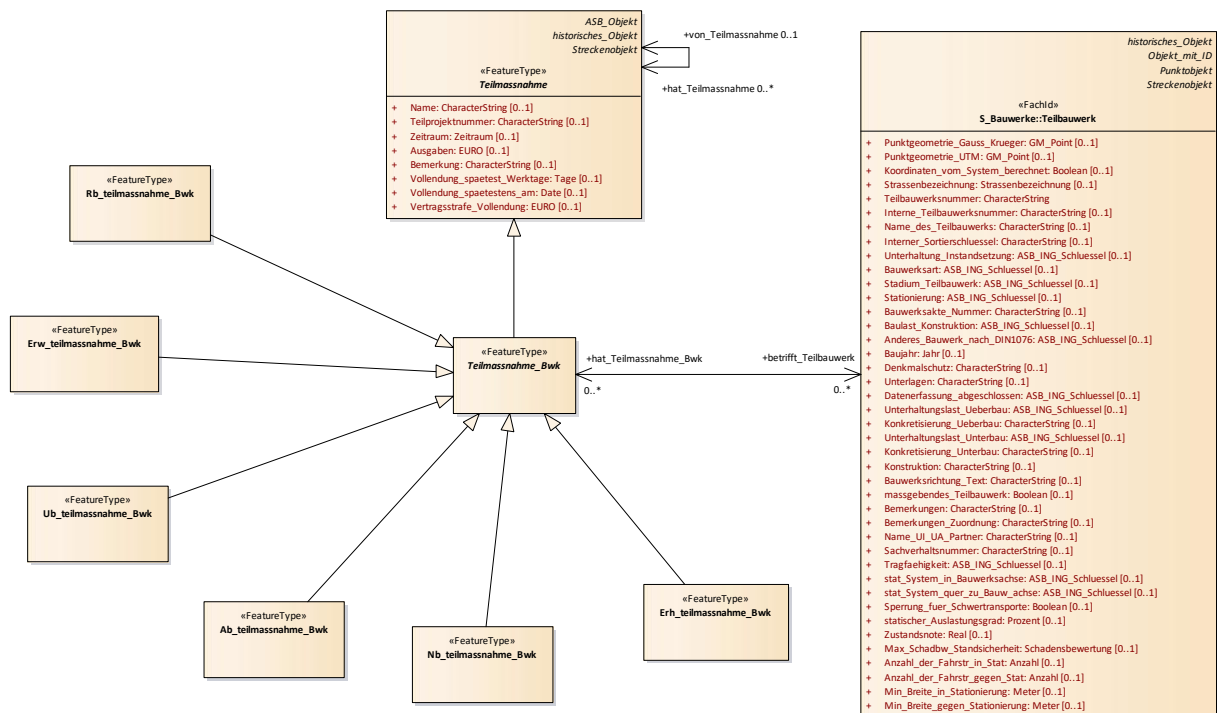 ASB_Objekt
historisches_Objekt
Streckenobjekt
«FeatureType»
Teilmassnahme
+ Name: CharacterString [0..1]
+ Teilprojektnummer: CharacterString [0..1]
+ Zeitraum: Zeitraum [0..1]
+ Ausgaben: EURO [0..1]
+ Bemerkung: CharacterString [0..1]
+ Vollendung_spaetest_Werktage: Tage [0..1]
+ Vollendung_spaetestens_am: Date [0..1]
+ Vertragsstrafe_Vollendung: EURO [0..1]
+von_Teilmassnahme 0..1
+hat_Teilmassnahme 0..*
historisches_Objekt
Objekt_mit_ID
Punktobjekt
Streckenobjekt
«FachId»
S_Bauwerke::Teilbauwerk
+ Punktgeometrie_Gauss_Krueger: GM_Point [0..1]
+ Punktgeometrie_UTM: GM_Point [0..1]
+ Koordinaten_vom_System_berechnet: Boolean [0..1]
+ Strassenbezeichnung: Strassenbezeichnung [0..1]
+ Teilbauwerksnummer: CharacterString
+ Interne_Teilbauwerksnummer: CharacterString [0..1]
+ Name_des_Teilbauwerks: CharacterString [0..1]
+ Interner_Sortierschluessel: CharacterString [0..1]
+ Unterhaltung_Instandsetzung: ASB_ING_Schluessel [0..1]
+ Bauwerksart: ASB_ING_Schluessel [0..1]
+ Stadium_Teilbauwerk: ASB_ING_Schluessel [0..1]
+ Stationierung: ASB_ING_Schluessel [0..1]
+ Bauwerksakte_Nummer: CharacterString [0..1]
+ Baulast_Konstruktion: ASB_ING_Schluessel [0..1]
+ Anderes_Bauwerk_nach_DIN1076: ASB_ING_Schluessel [0..1]
+ Baujahr: Jahr [0..1]
+ Denkmalschutz: CharacterString [0..1]
+ Unterlagen: CharacterString [0..1]
+ Datenerfassung_abgeschlossen: ASB_ING_Schluessel [0..1]
+ Unterhaltungslast_Ueberbau: ASB_ING_Schluessel [0..1]
+ Konkretisierung_Ueberbau: CharacterString [0..1]
+ Unterhaltungslast_Unterbau: ASB_ING_Schluessel [0..1]
+ Konkretisierung_Unterbau: CharacterString [0..1]
+ Konstruktion: CharacterString [0..1]
+ Bauwerksrichtung_Text: CharacterString [0..1]
+ massgebendes_Teilbauwerk: Boolean [0..1]
+ Bemerkungen: CharacterString [0..1]
+ Bemerkungen_Zuordnung: CharacterString [0..1]
+ Name_UI_UA_Partner: CharacterString [0..1]
+ Sachverhaltsnummer: CharacterString [0..1]
+ Tragfaehigkeit: ASB_ING_Schluessel [0..1]
+ stat_System_in_Bauwerksachse: ASB_ING_Schluessel [0..1]
+ stat_System_quer_zu_Bauw_achse: ASB_ING_Schluessel [0..1]
+ Sperrung_fuer_Schwertransporte: Boolean [0..1]
+ statischer_Auslastungsgrad: Prozent [0..1]
+ Zustandsnote: Real [0..1]
+ Max_Schadbw_Standsicherheit: Schadensbewertung [0..1]
+ Anzahl_der_Fahrstr_in_Stat: Anzahl [0..1]
+ Anzahl_der_Fahrstr_gegen_Stat: Anzahl [0..1]
+ Min_Breite_in_Stationierung: Meter [0..1]
+ Min_Breite_gegen_Stationierung: Meter [0..1]
«FeatureType»
Rb_teilmassnahme_Bwk
«FeatureType»
Erw_teilmassnahme_Bwk
«FeatureType»
Teilmassnahme_Bwk
+hat_Teilmassnahme_Bwk
0..*
+betrifft_Teilbauwerk
0..*
«FeatureType»
Ub_teilmassnahme_Bwk
«FeatureType»
Ab_teilmassnahme_Bwk
«FeatureType»
Nb_teilmassnahme_Bwk
«FeatureType»
Erh_teilmassnahme_Bwk